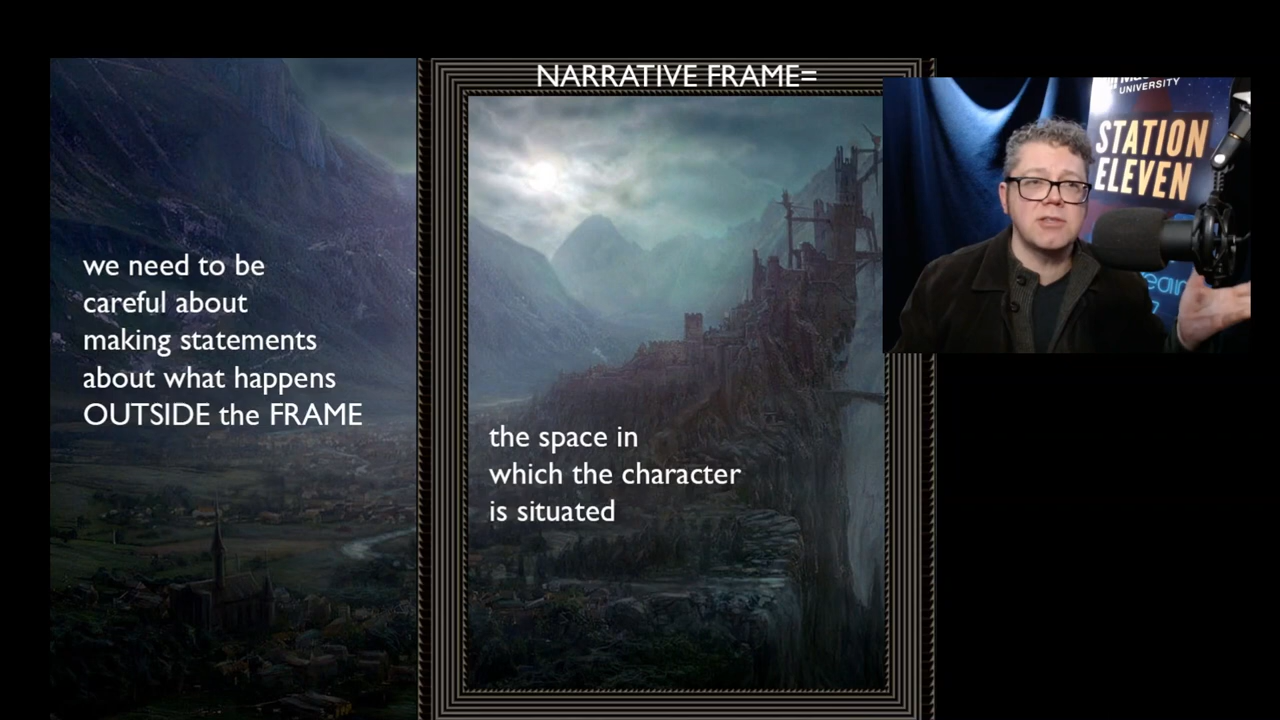 NARRATIVE FRAME=
we need to be
careful about
making statements
about what happens
OUTSIDE the FRAME
the space in
which the character
is situated
UNIVERSITY
STATION
ELEVEN